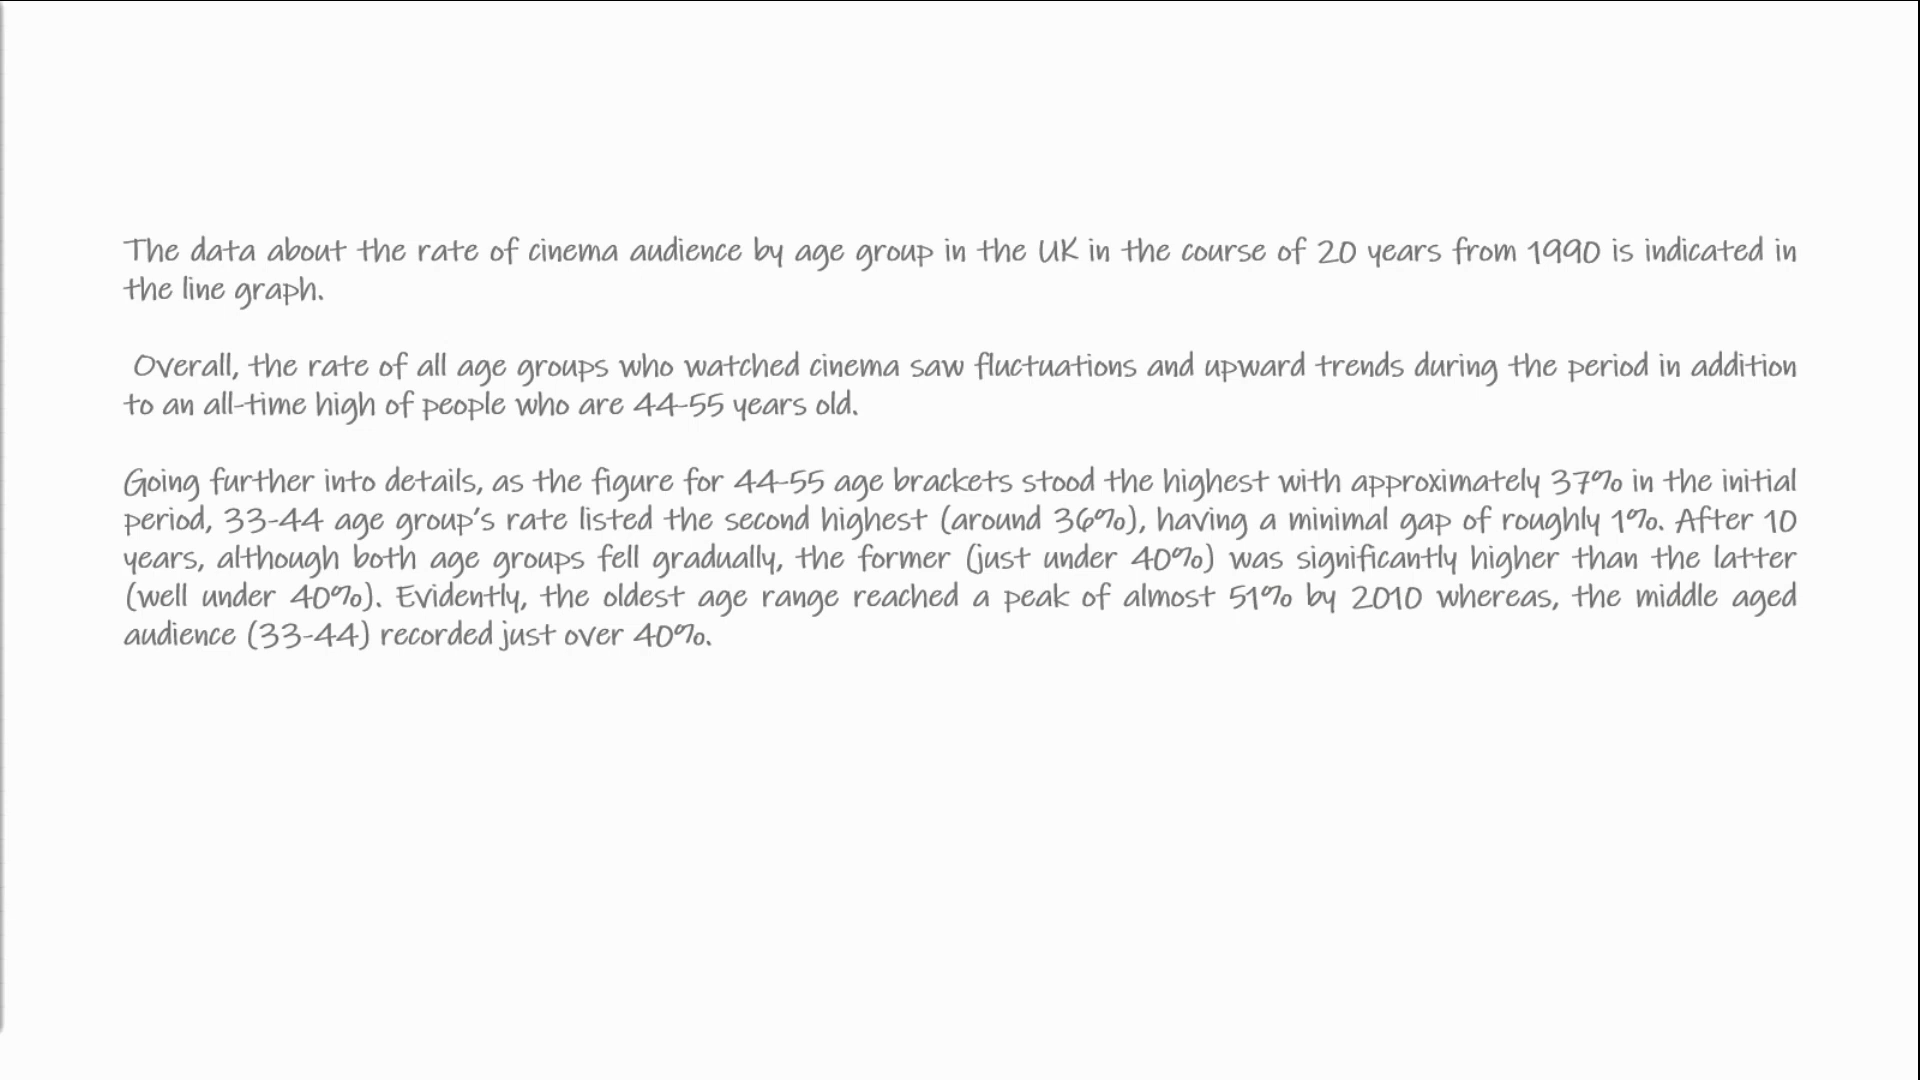 The data about the rate of cinema audience by age group in the UK in the course of 20 years from 1990 is indicated in
the line graph.
Overall, the rate of all age groups who watched cinema saw fluctuations and upward trends during the period in addition
to an all-time high of people who are 44-55 years old.
Going further into details, as the figure for 44-55 age brackets stood the highest with approximately 37% in the initial
period, 33-44 age group's rate listed the second highest (around 36%), having a minimal gap of roughly 1%. After 10
years, although both age groups fell gradually, the former (just under 40%) was significantly higher than the latter
(well under 40%). Evidently, the oldest age range reached a peak of almost 51% by 2010 whereas, the middle aged
audience (33-44) recorded just over 40%.